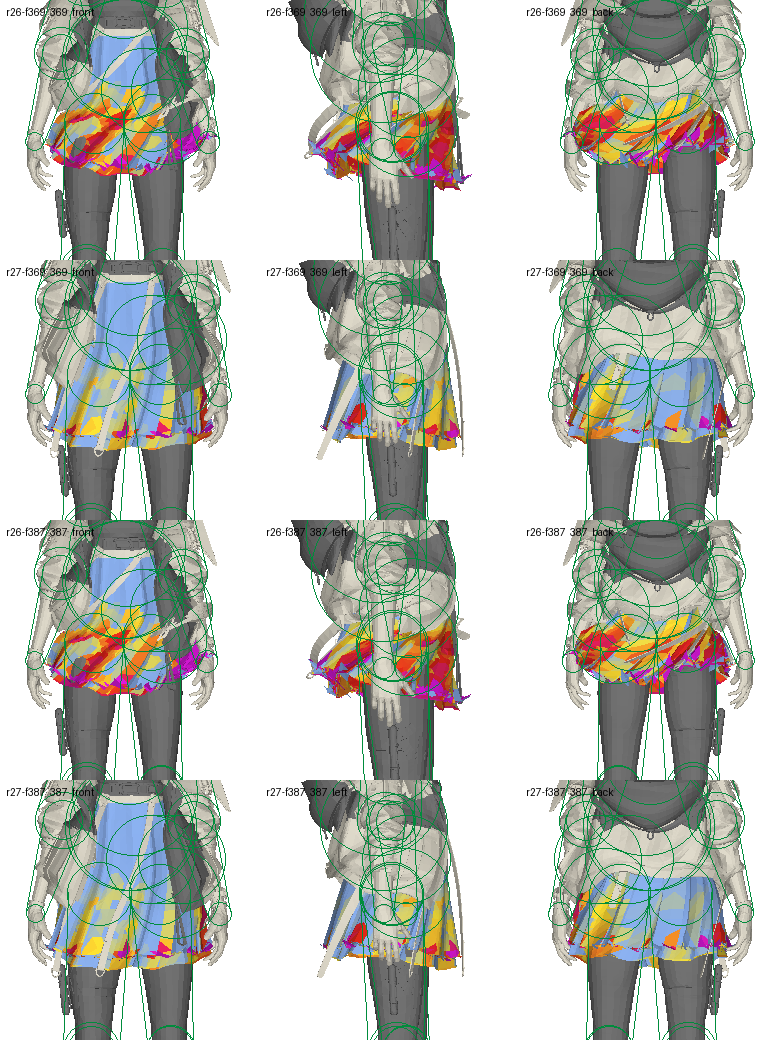 r26-f369 369 front
r26-f369 369 left
r26-f369 369 back
r27-f369 369 front
r27-f369 369 left
r27-f369 369 back
r26-f387 387 front
r26-f387 387 left
r26-f387 387 back
r27-f387 387 front
r27-f387 387 left
r27-f387 387 back